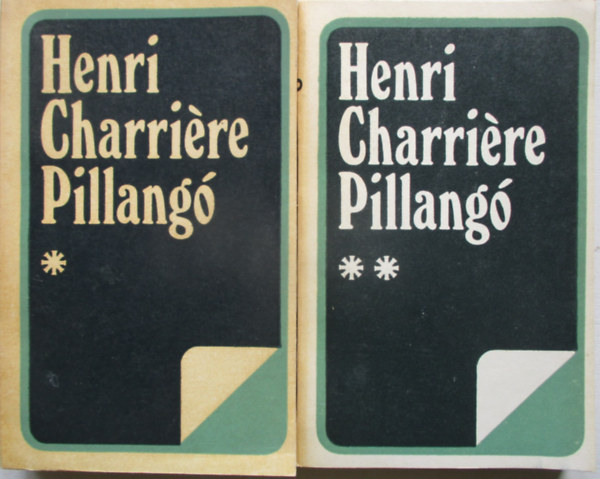 Henri
Charrière
Pillangó
*
Henri
Charrière
Pillangó
**